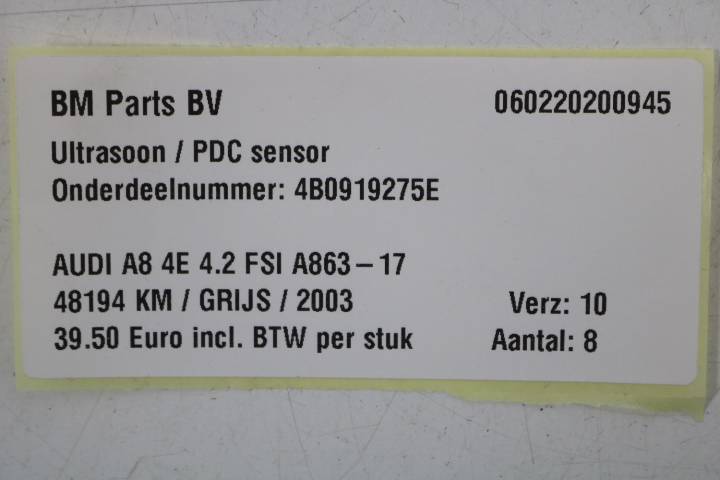 BM Parts BV 060220200945
Ultrasoon / PDC sensor
Onderdeelnummer: 4B0919275E
AUDI A8 4E 4.2 FSI A863-17
48194 KM / GRIJS / 2003 Verz: 10
39.50 Euro incl. BTW per stuk Aantal: 8